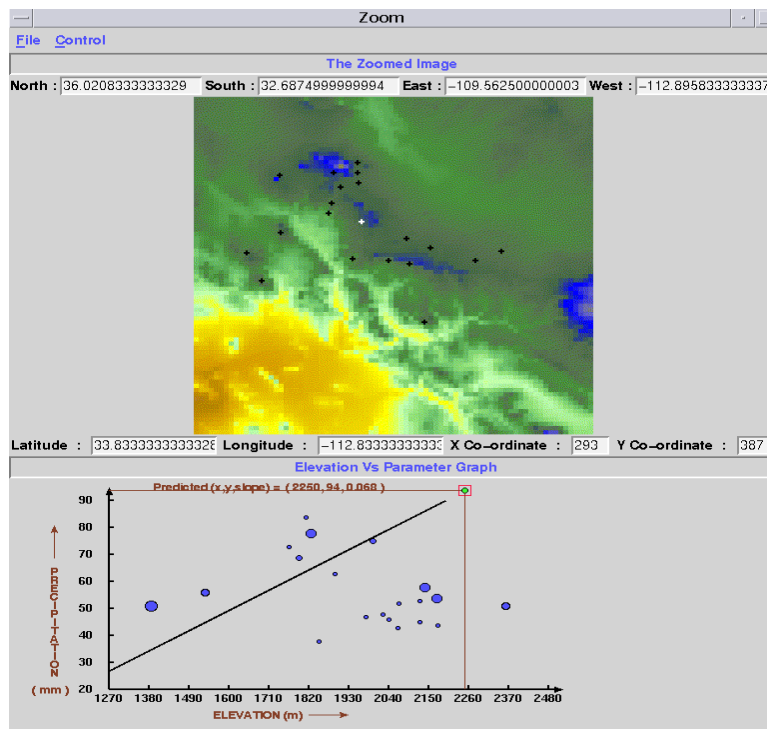 Zoom
File Control
The Zoomed Image
North : 36.0208333333329 South : 32.6874999999994 East : -109.562500000003 West : -112.895833333337
Latitude : 33.8333333333328 Longitude : -112.83333333333 X Co-ordinate : 293 Y Co-ordinate : 387
Elevation Vs Parameter Graph
Predicted (x,y,slope) = ( 2250, 94, 0.068 )
90
80
70
60
50
40
30
20
PRECIPITATION
( mm )
1270 1380 1490 1600 1710 1820 1930 2040 2150 2260 2370 2480
ELEVATION (m)